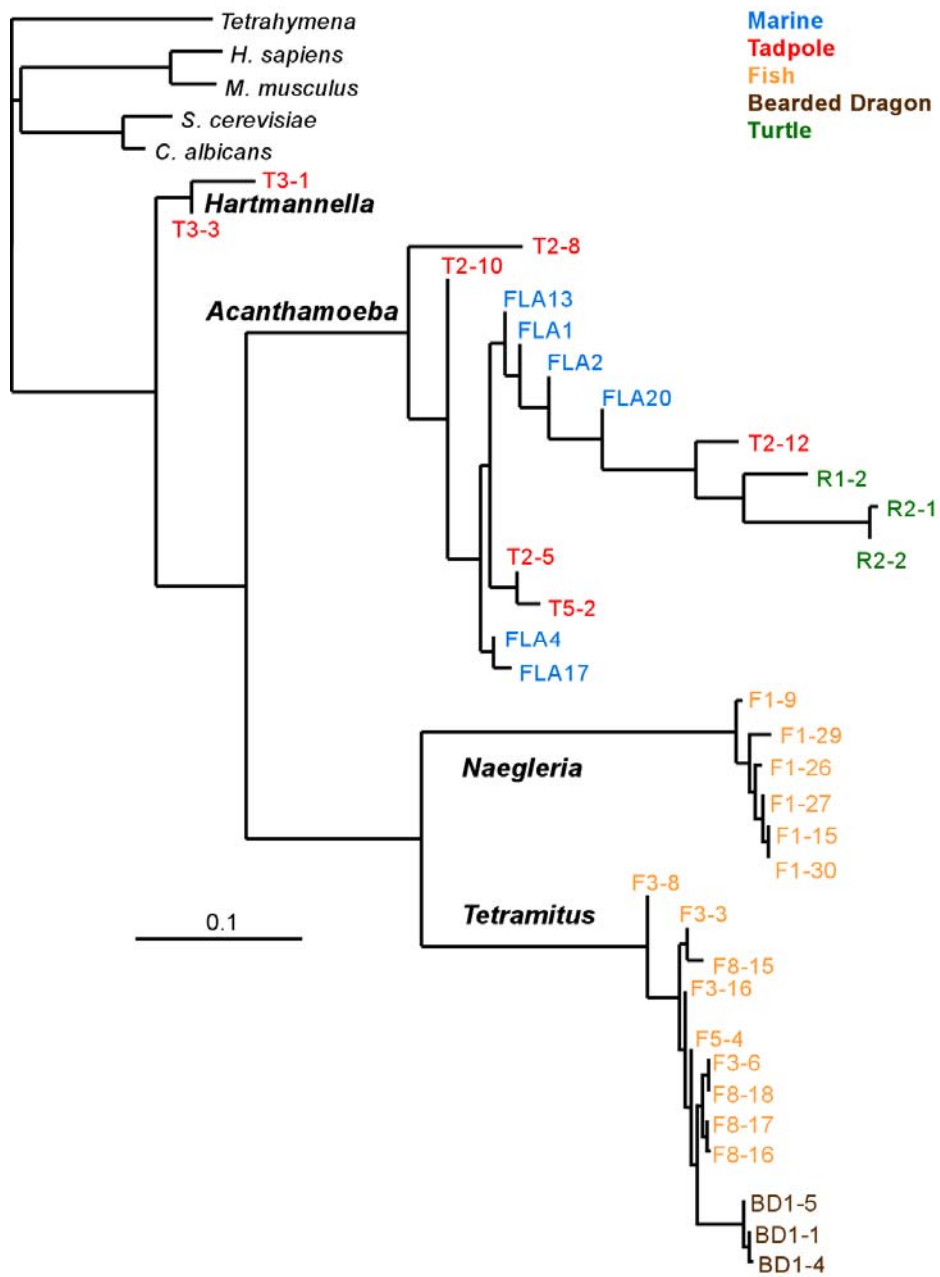 Tetrahymena
H. sapiens
M. musculus
S. cerevisiae
C. albicans
Marine
Tadpole
Fish
Bearded Dragon
Turtle
T3-1
Hartmannella
T3-3
T2-8
T2-10
Acanthamoeba
FLA13
FLA1
FLA2
FLA20
T2-12
R1-2
R2-1
R2-2
T2-5
T5-2
FLA4
FLA17
F1-9
F1-29
Naegleria
F1-26
F1-27
F1-15
F1-30
F3-8
Tetramitus
F3-3
0.1
F8-15
F3-16
F5-4
F3-6
F8-18
F8-17
F8-16
BD1-5
BD1-1
BD1-4